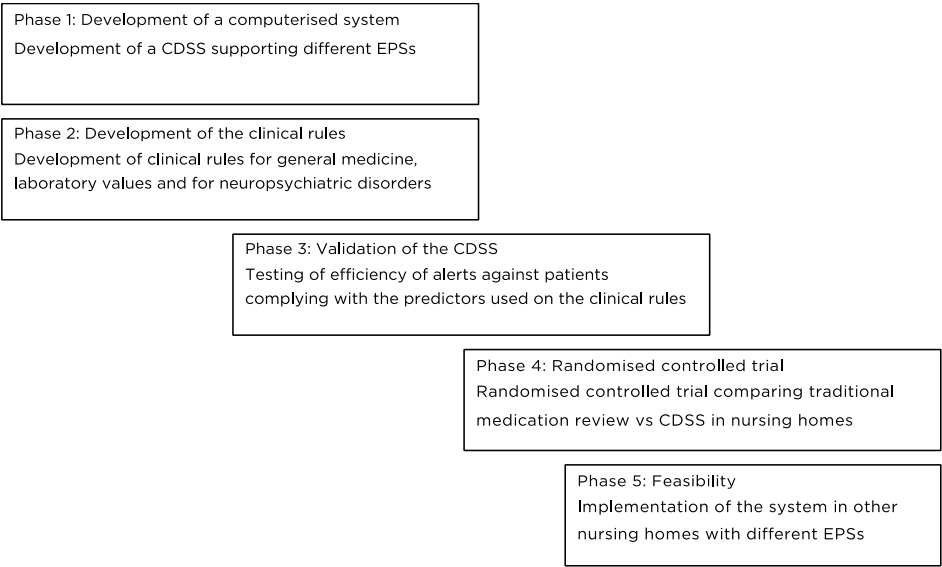 Phase 1: Development of a computerised system
Development of a CDSS supporting different EPSs
Phase 2: Development of the clinical rules
Development of clinical rules for general medicine,
laboratory values and for neuropsychiatric disorders
Phase 3: Validation of the CDSS
Testing of efficiency of alerts against patients
complying with the predictors used on the clinical rules
Phase 4: Randomised controlled trial
Randomised controlled trial comparing traditional
medication review vs CDSS in nursing homes
Phase 5: Feasibility
Implementation of the system in other
nursing homes with different EPSs